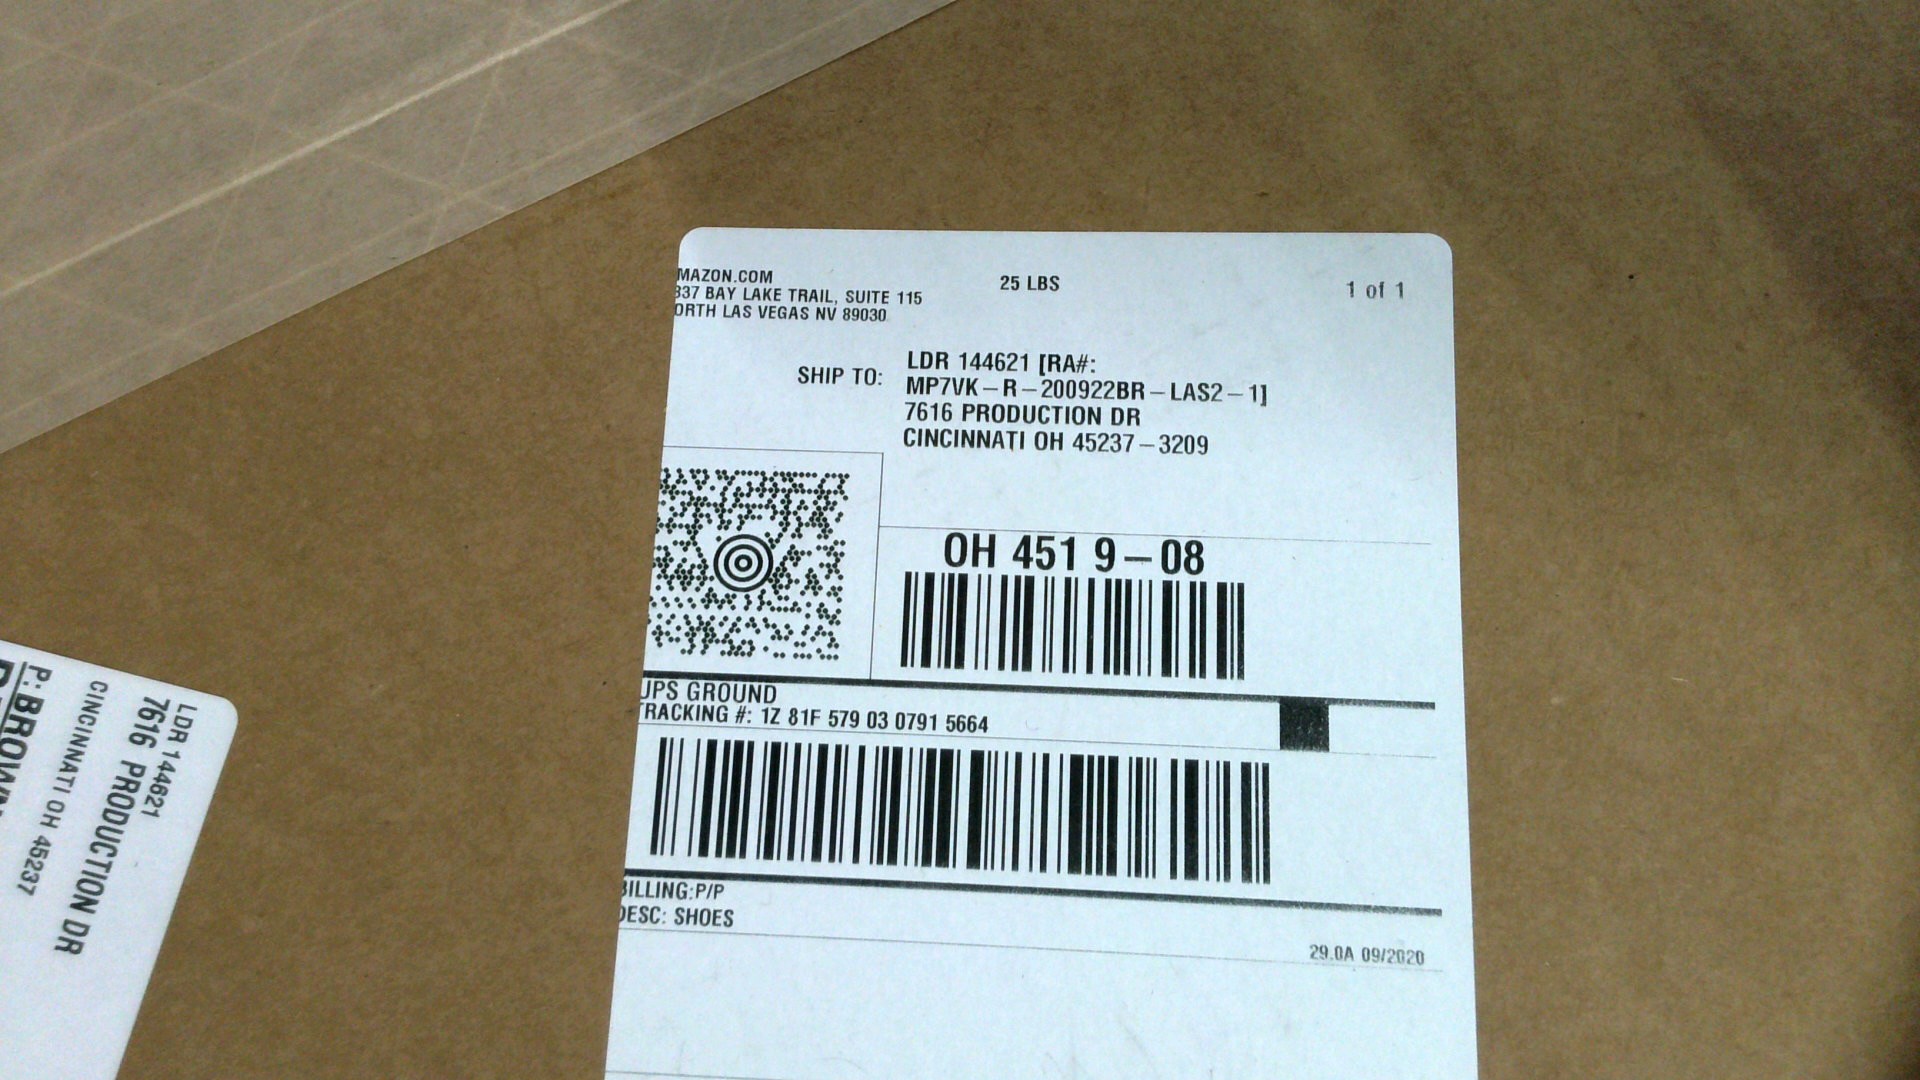 MAZON.COM
337 BAY LAKE TRAIL, SUITE 115
ORTH LAS VEGAS NV 89030
25 LBS
1 of 1
SHIP TO:
LDR 144621 [RA#:
MP7VK-R-200922BR-LAS2-1]
7616 PRODUCTION DR
CINCINNATI OH 45237-3209
OH 451 9-08
UPS GROUND
TRACKING #: 1Z 81F 579 03 0791 5664
BILLING:P/P
DESC: SHOES
29.0A 09/2020
LDR 144621
7616 PRODUCTION DR
CINCINNATI OH 45237
P: BROWN